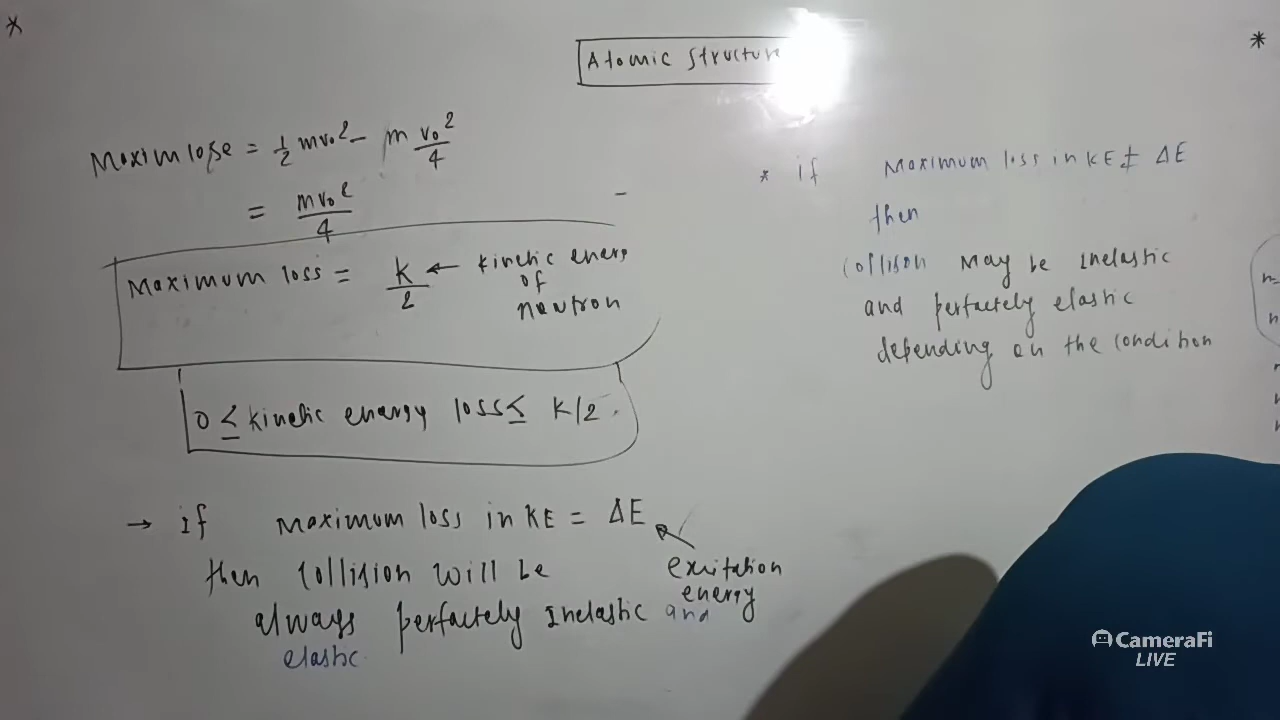 *
*
Atomic Structure
Maxim lose = 1/2 mv₀² - m v₀²/4
= mv₀²/4
Maximum loss = K/2 ← kinetic energy
of
neutron
0 ≤ kinetic energy loss ≤ K/2
→ if Maximum loss in KE = ΔE
then collision will be
always perfactely Inelastic and
elastic
excitation
energy
* if Maximum loss in KE ≠ ΔE
then
collison May be Inelastic
and perfactely elastic
depending on the condition
CameraFi
LIVE